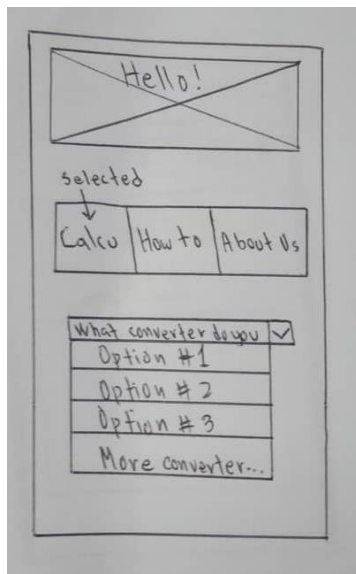 Hello!
selected
Calcu How to About Us
What converter do you
Option #1
Option #2
Option #3
More converter...